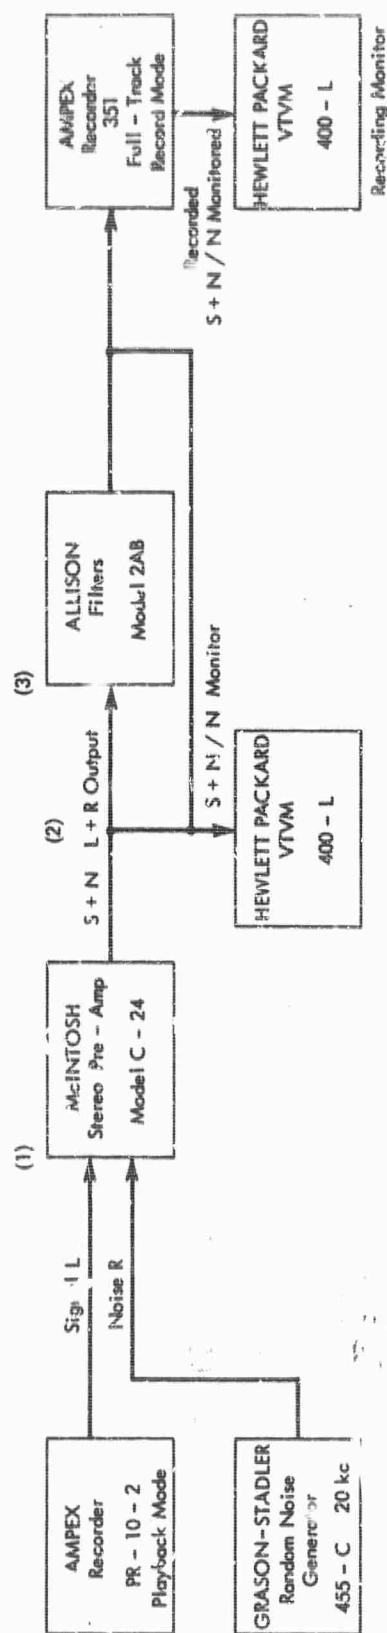 AMPEX
Recorder
PR - 10 - 2
Playback Mode
GRASON-STADLER
Random Noise
Generator
455 - C 20 kc
L
Noise R
(1)
McINTOSH
Stereo Pre - Amp
Model C - 24
(2)
S + N L + R Output
S + N / N Monitor
HEWLETT PACKARD
VTVM
400 - L
(3)
ALLISON
Filters
Model 2AB
AMPEX
Recorder
351
Full - Track
Record Mode
Recorded
S + N / N Monitored
HEWLETT PACKARD
VTVM
400 - L
Recording Monitor